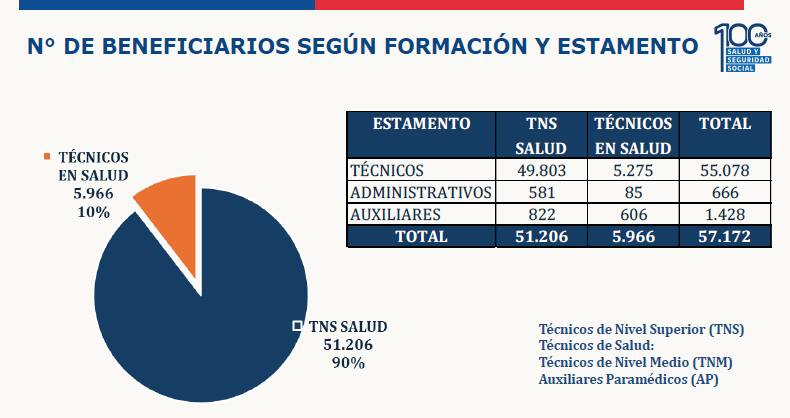 N° DE BENEFICIARIOS SEGÚN FORMACIÓN Y ESTAMENTO
100 AÑOS
SALUD Y
SEGURIDAD
SOCIAL
TÉCNICOS
EN SALUD
5.966
10%
TNS SALUD
51.206
90%
ESTAMENTO TNS SALUD TÉCNICOS EN SALUD TOTAL
TÉCNICOS 49.803 5.275 55.078
ADMINISTRATIVOS 581 85 666
AUXILIARES 822 606 1.428
TOTAL 51.206 5.966 57.172
Técnicos de Nivel Superior (TNS)
Técnicos de Salud:
Técnicos de Nivel Medio (TNM)
Auxiliares Paramédicos (AP)